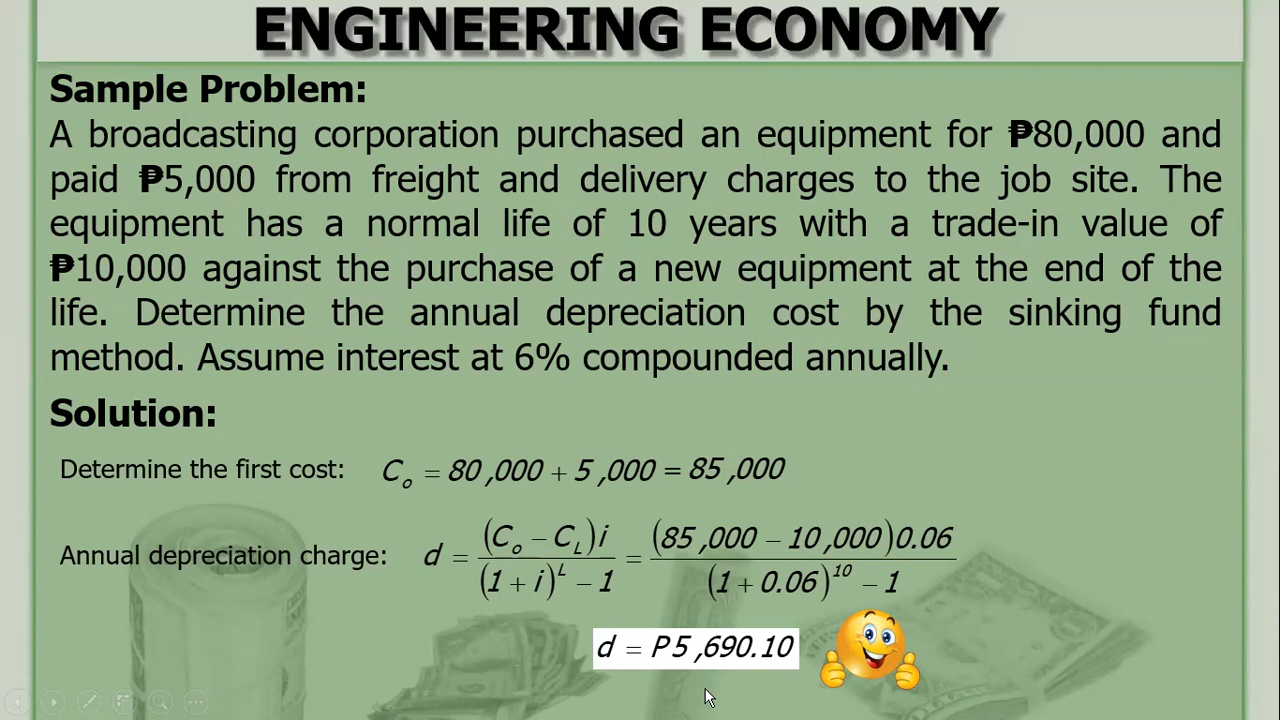 ENGINEERING ECONOMY
Sample Problem:
A broadcasting corporation purchased an equipment for ₱80,000 and
paid ₱5,000 from freight and delivery charges to the job site. The
equipment has a normal life of 10 years with a trade-in value of
₱10,000 against the purchase of a new equipment at the end of the
life. Determine the annual depreciation cost by the sinking fund
method. Assume interest at 6% compounded annually.
Solution:
Determine the first cost: C₀ = 80,000 + 5,000 = 85,000
Annual depreciation charge: d = (C₀ − C_L) i / (1 + i)^L − 1 = (85,000 − 10,000) 0.06 / (1 + 0.06)^10 − 1
d = P 5,690.10